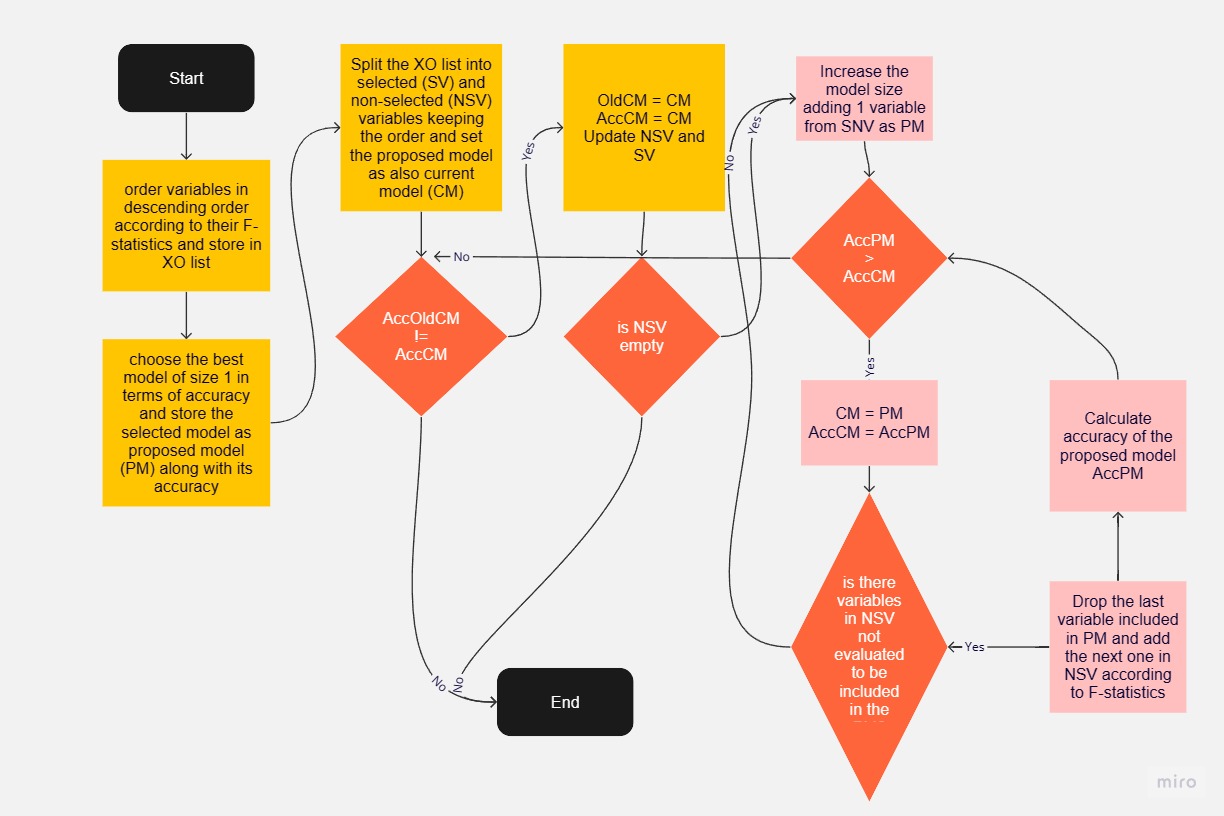 Start
order variables in
descending order
according to their F-
statistics and store in
XO list
choose the best
model of size 1 in
terms of accuracy
and store the
selected model as
proposed model
(PM) along with its
accuracy
Split the XO list into
selected (SV) and
non-selected (NSV)
variables keeping
the order and set
the proposed model
as also current
model (CM)
AccOldCM
!=
AccCM
Yes
No
OldCM = CM
AccCM = CM
Update NSV and
SV
is NSV
empty
Yes
No
End
Increase the
model size
adding 1 variable
from SNV as PM
AccPM
>
AccCM
No
Yes
CM = PM
AccCM = AccPM
is there
variables
in NSV
not
evaluated
to be
included
in the
No
Yes
Drop the last
variable included
in PM and add
the next one in
NSV according
to F-statistics
Calculate
accuracy of the
proposed model
AccPM
miro